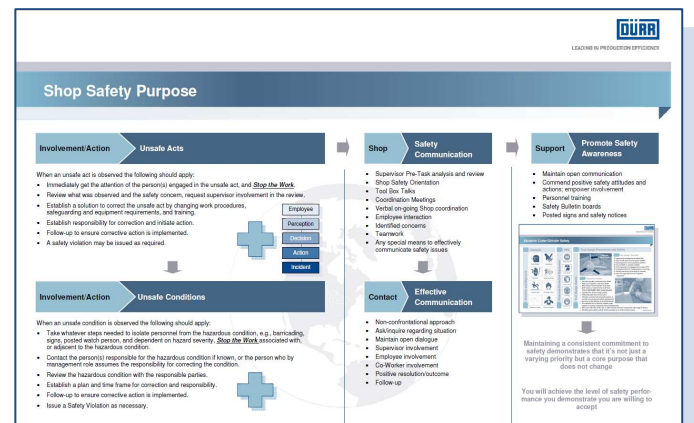 DÜRR
LEADING IN PRODUCTION EFFICIENCY
Shop Safety Purpose
Involvement/Action
Unsafe Acts
When an unsafe act is observed the following should apply:
• Immediately get the attention of the person(s) engaged in the unsafe act, and Stop the Work.
• Review what was observed and the safety concern, request supervisor involvement in the review.
• Establish a solution to correct the unsafe act by changing work procedures,
safeguarding and equipment requirements, and training.
• Establish responsibility for correction and initiate action.
• Follow-up to ensure corrective action is implemented.
• A safety violation may be issued as required.
Employee
Perception
Decision
Action
Incident
Involvement/Action
Unsafe Conditions
When an unsafe condition is observed the following should apply:
• Take whatever steps needed to isolate personnel from the hazardous condition, e.g., barricading,
signs, posted watch person, and dependent on hazard severity, Stop the Work associated with,
or adjacent to the hazardous condition.
• Contact the person(s) responsible for the hazardous condition if known, or the person who by
management role assumes the responsibility for correcting the condition.
• Review the hazardous condition with the responsible parties.
• Establish a plan and time frame for correction and responsibility.
• Follow-up to ensure corrective action is implemented.
• Issue a Safety Violation as necessary.
Shop
Safety
Communication
• Supervisor Pre-Task analysis and review
• Shop Safety Orientation
• Tool Box Talks
• Coordination Meetings
• Verbal on-going Shop coordination
• Employee interaction
• Identified concerns
• Teamwork
• Any special means to effectively
communicate safety issues
Contact
Effective
Communication
• Non-confrontational approach
• Ask/Inquire regarding situation
• Maintain open dialogue
• Supervisor involvement
• Employee involvement
• Co-Worker involvement
• Positive resolution/outcome
• Follow-up
Support
Promote Safety
Awareness
• Maintain open communication
• Commend positive safety attitudes and
actions; empower involvement
• Personnel training
• Safety Bulletin boards
• Posted signs and safety notices
Maintaining a consistent commitment to
safety demonstrates that it's not just a
varying priority but a core purpose that
does not change
You will achieve the level of safety perfor-
mance you demonstrate you are willing to
accept